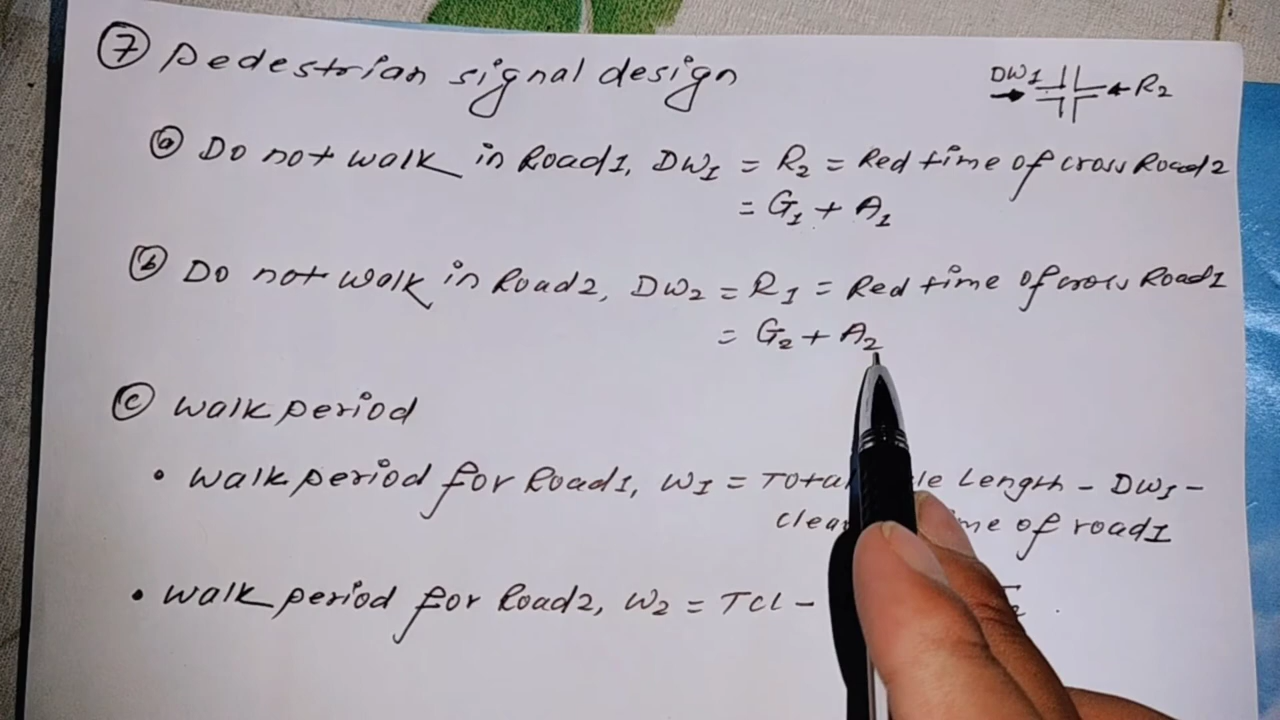 ⑦ Pedestrian signal design
DW1 R2
ⓐ Do not walk in Road1, DW1 = R2 = Red time of cross Road2
= G1 + A1
ⓑ Do not walk in Road2, DW2 = R1 = Red time of cross Road1
= G2 + A2
ⓒ walk period
• walk period for Road1, W1 = Total le Length - DW1 -
me of road1
• walk period for Road2, W2 = TCL -